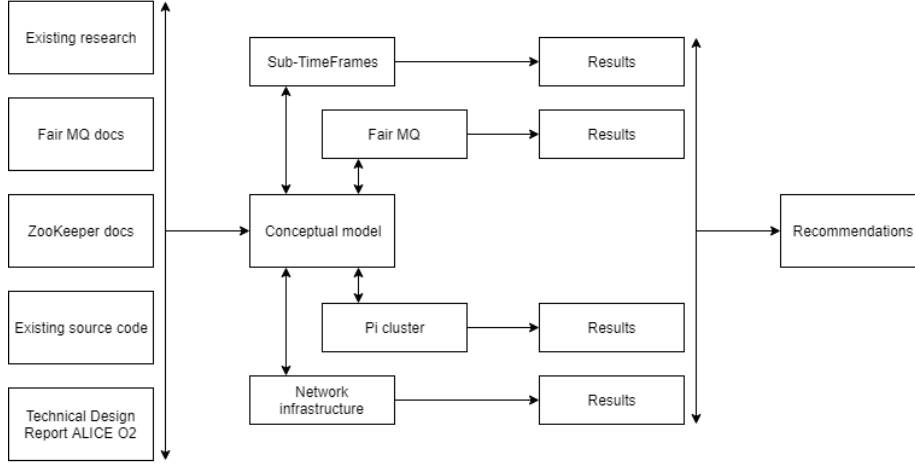 Existing research
Fair MQ docs
ZooKeeper docs
Existing source code
Technical Design
Report ALICE O2
Sub-TimeFrames
Results
Fair MQ
Results
Conceptual model
Pi cluster
Results
Network
infrastructure
Results
Recommendations